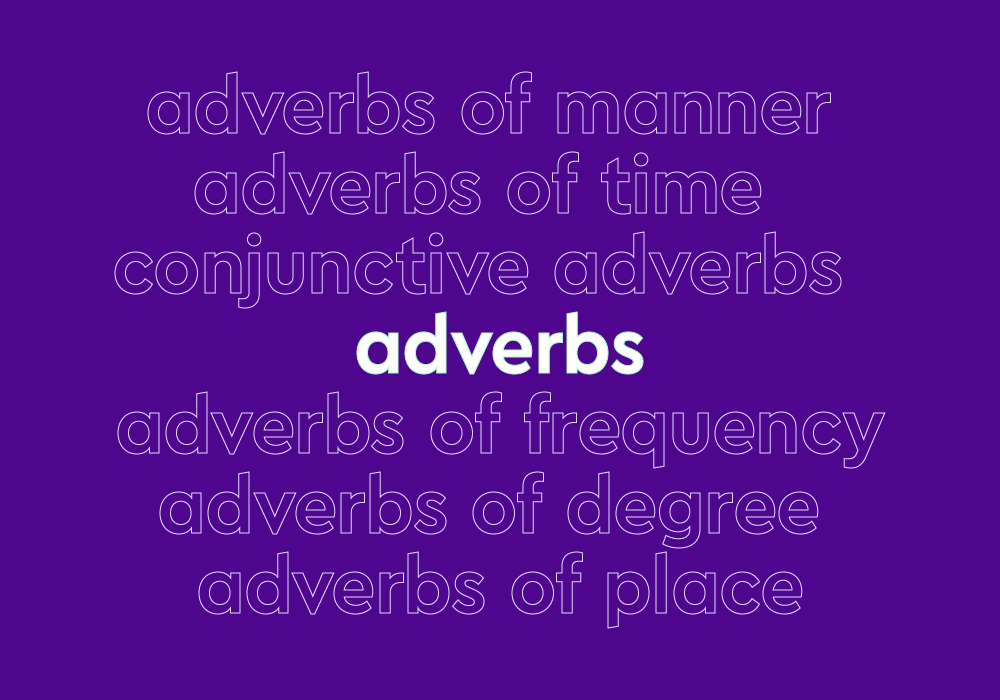 adverbs of manner
adverbs of time
conjunctive adverbs
adverbs
adverbs of frequency
adverbs of degree
adverbs of place